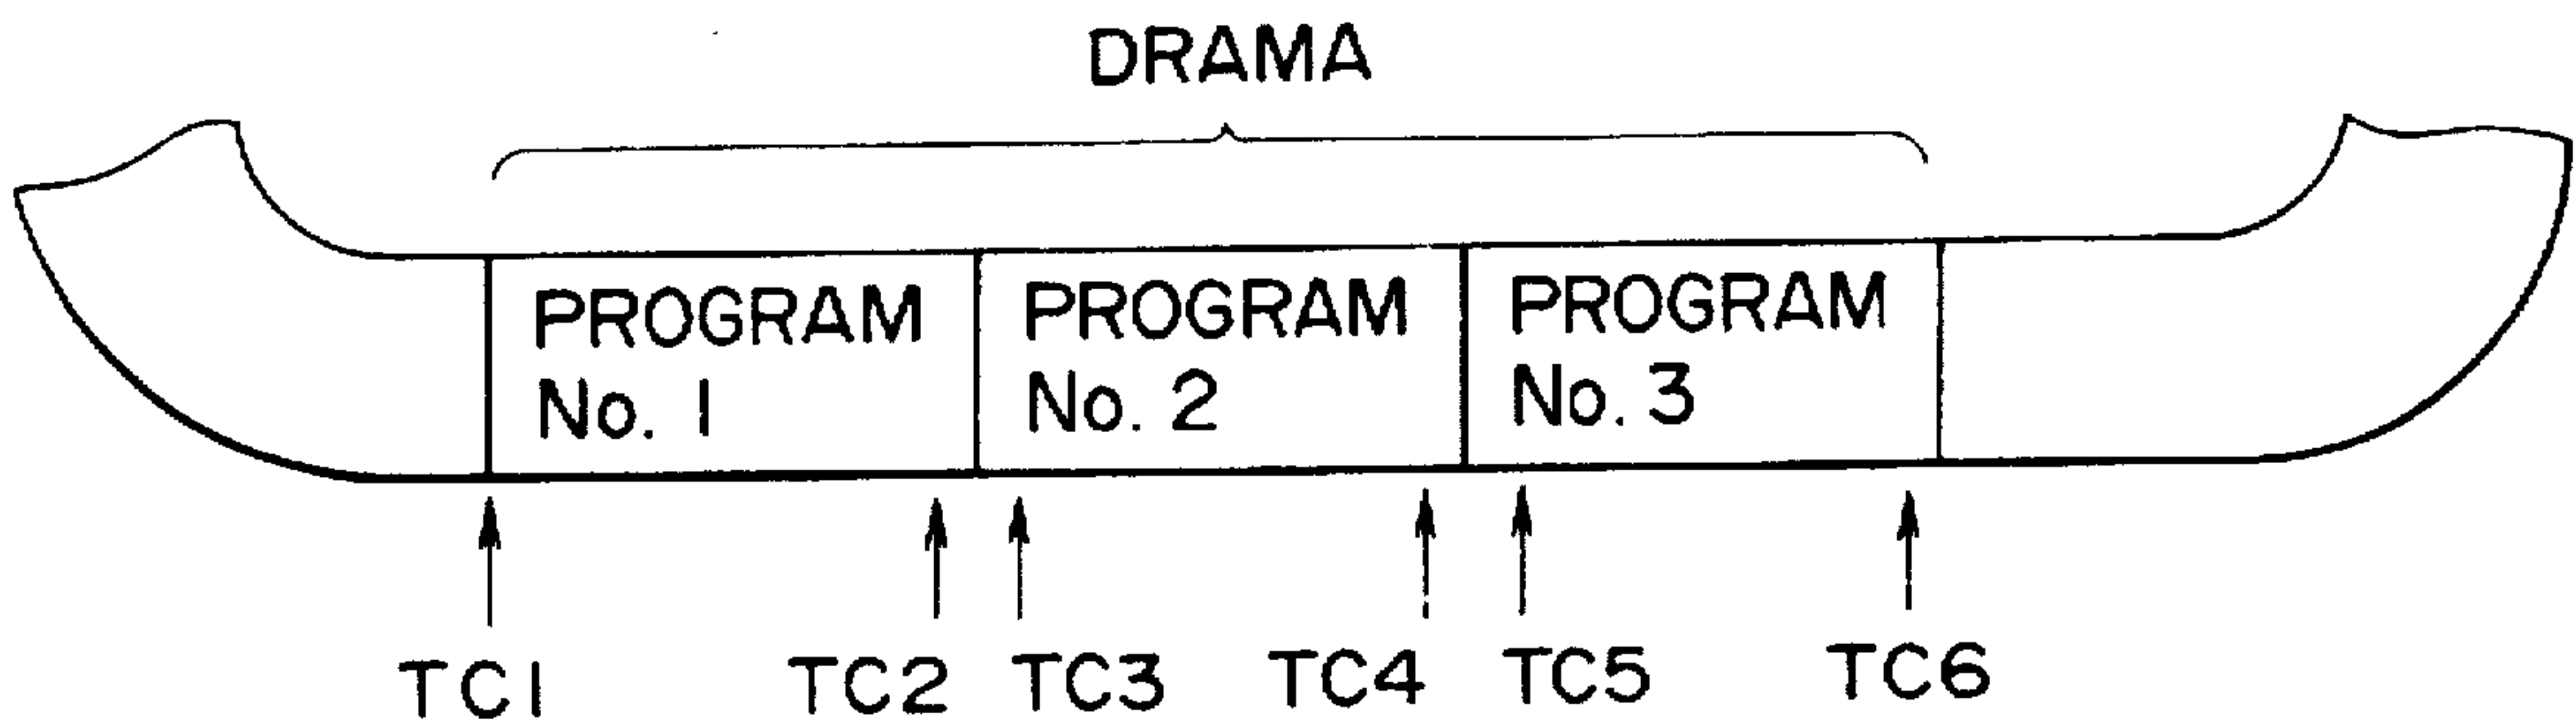 DRAMA
PROGRAM
No. 1
PROGRAM
No. 2
PROGRAM
No. 3
TC1
TC2
TC3
TC4
TC5
TC6